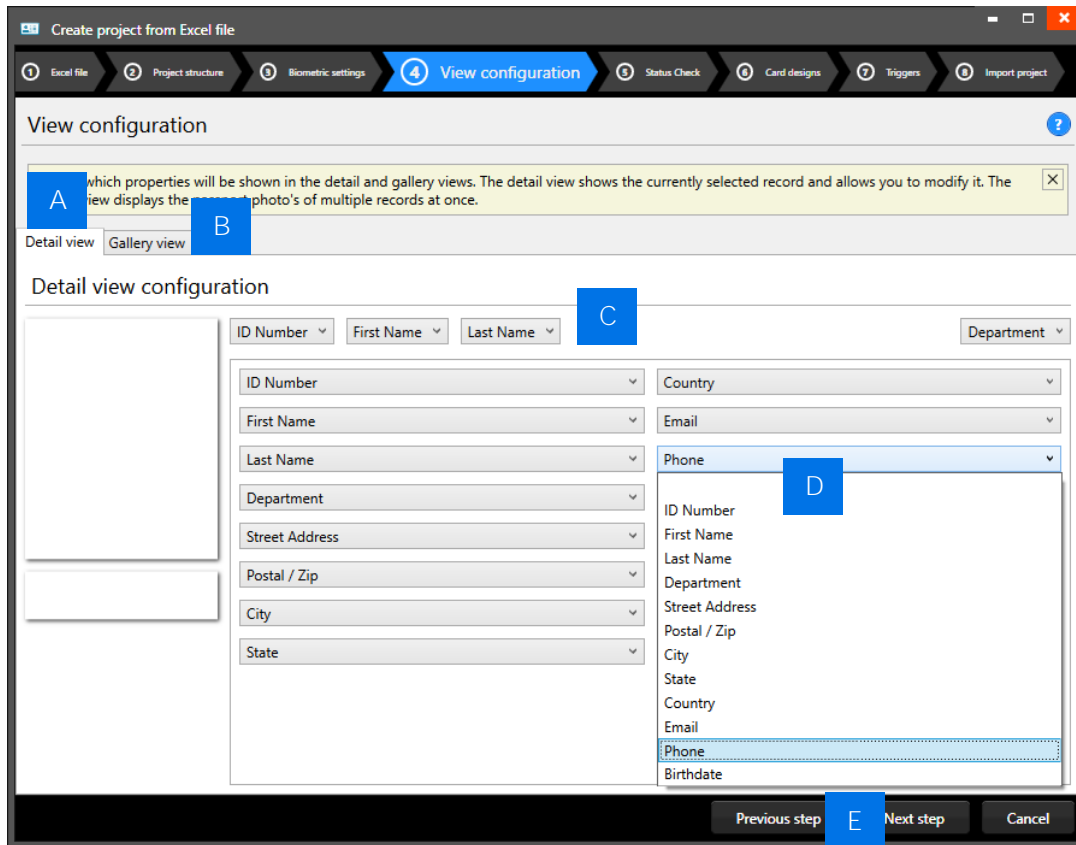 Create project from Excel file
1 Excel file 2 Project structure 3 Biometric settings 4 View configuration 5 Status Check 6 Card designs 7 Triggers 8 Import project
View configuration ?
which properties will be shown in the detail and gallery views. The detail view shows the currently selected record and allows you to modify it. The
view displays the photo's of multiple records at once.
A
B
Detail view Gallery view
Detail view configuration
C
ID Number First Name Last Name Department
ID Number Country
First Name Email
Last Name Phone
D
Department
Street Address
Postal / Zip
City
State
ID Number
First Name
Last Name
Department
Street Address
Postal / Zip
City
State
Country
Email
Phone
Birthdate
Previous step E Next step Cancel